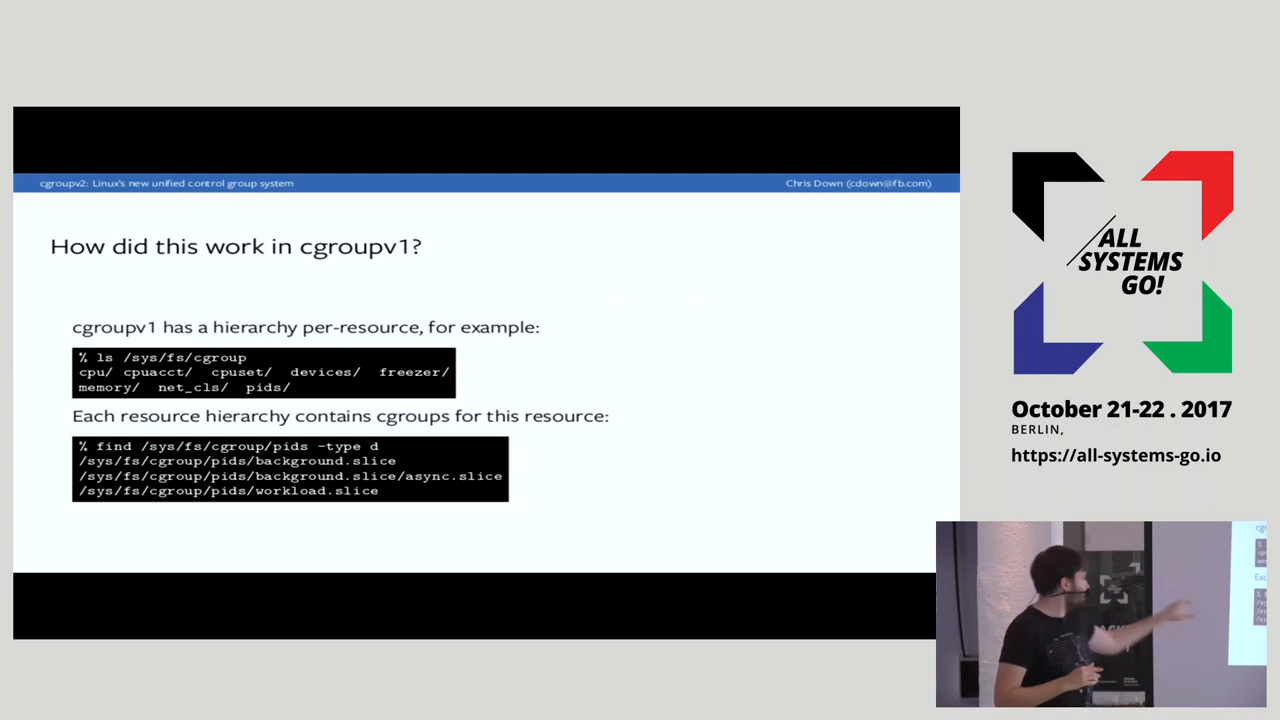 cgroupv2: Linux's new unified control group system
Chris Down (cdown@fb.com)
How did this work in cgroupv1?
cgroupv1 has a hierarchy per-resource, for example:
% ls /sys/fs/cgroup
cpu/ cpuacct/ cpuset/ devices/ freezer/
memory/ net_cls/ pids/
Each resource hierarchy contains cgroups for this resource:
% find /sys/fs/cgroup/pids -type d
/sys/fs/cgroup/pids/background.slice
/sys/fs/cgroup/pids/background.slice/async.slice
/sys/fs/cgroup/pids/workload.slice
ALL
SYSTEMS
GO!
October 21-22 . 2017
BERLIN,
https://all-systems-go.io